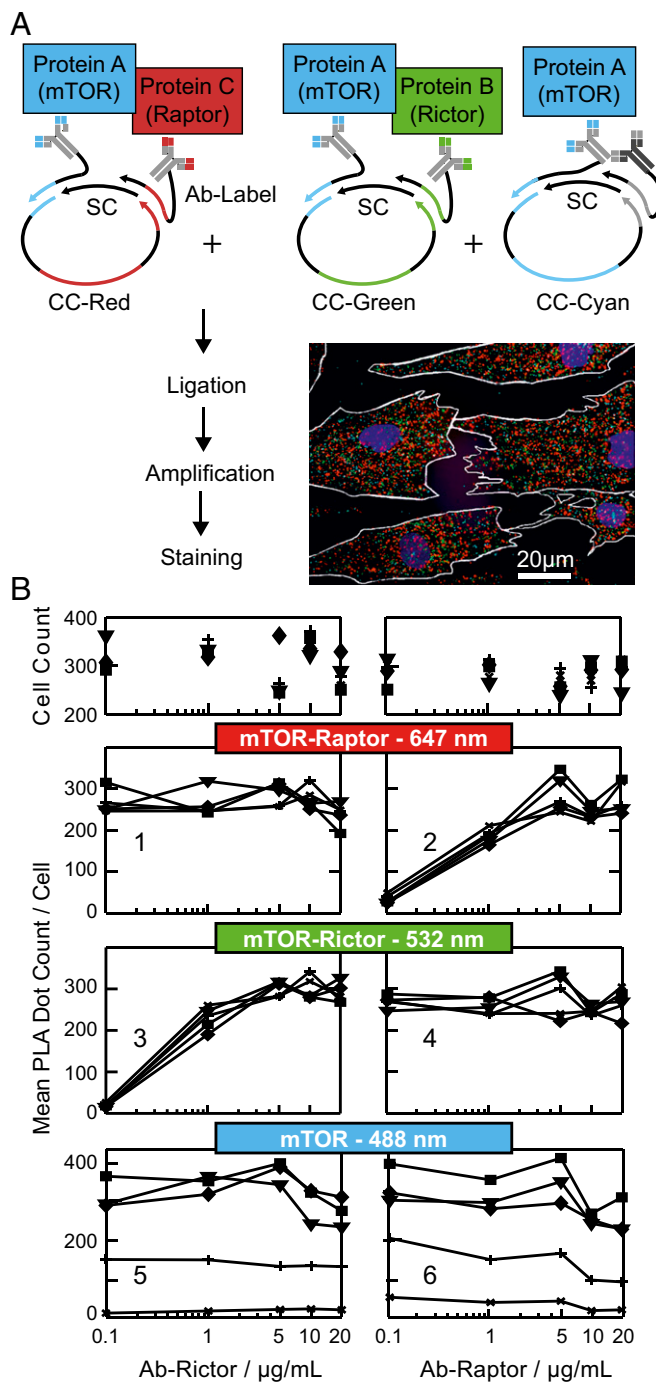 A
Protein A
(mTOR)
Protein C
(Raptor)
Protein A
(mTOR)
Protein B
(Rictor)
Protein A
(mTOR)
Ab-Label
SC
SC
SC
+
+
CC-Red
CC-Green
CC-Cyan
Ligation
Amplification
Staining
20µm
B
Cell Count
400
300
200
mTOR-Raptor - 647 nm
Mean PLA Dot Count / Cell
300
200
100
0
1
2
mTOR-Rictor - 532 nm
300
200
100
0
3
4
mTOR - 488 nm
400
200
0
5
6
0.1 1 5 10 20
0.1 1 5 10 20
Ab-Rictor / µg/mL
Ab-Raptor / µg/mL